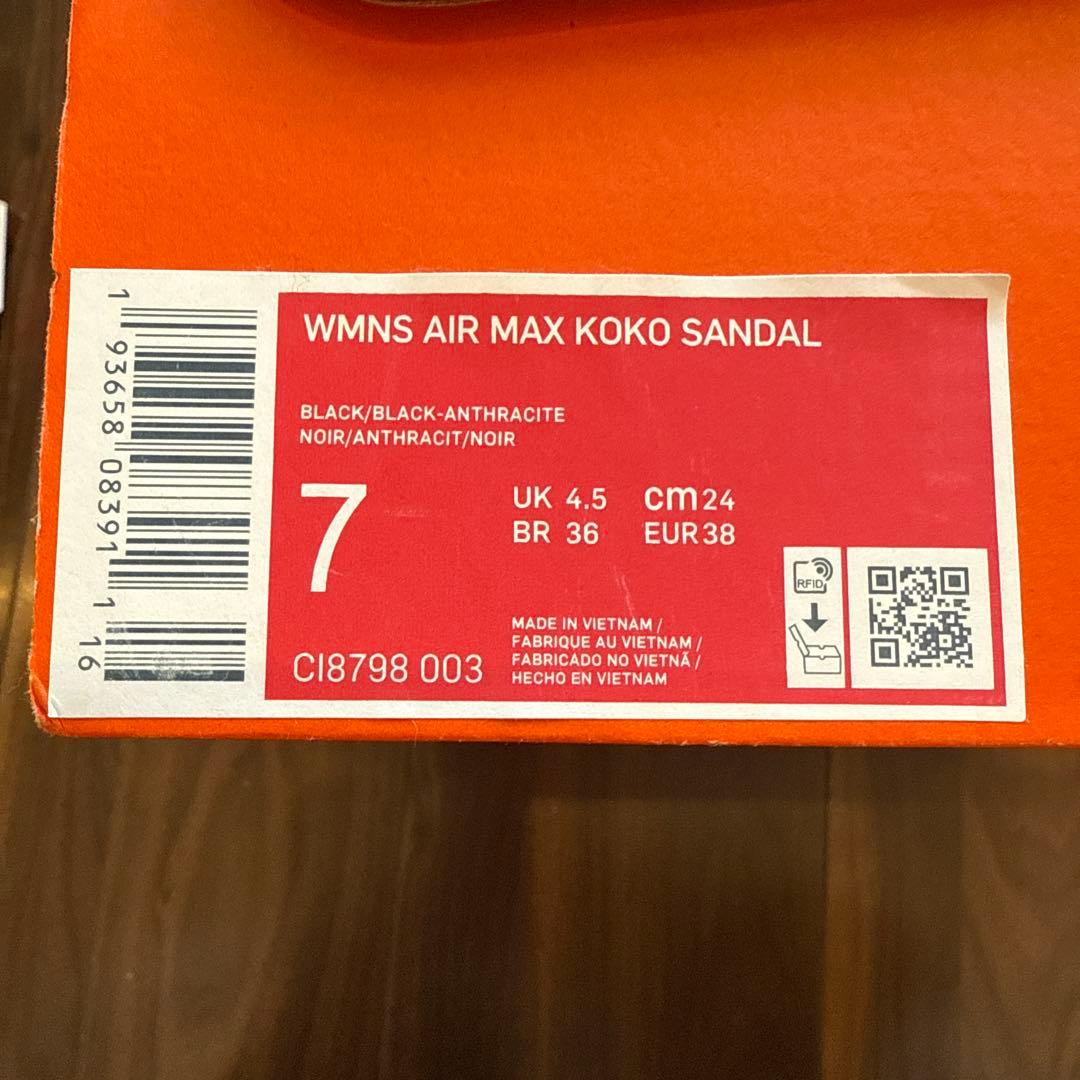 WMNS AIR MAX KOKO SANDAL
BLACK/BLACK-ANTHRACITE
NOIR/ANTHRACIT/NOIR
7
UK 4.5 cm 24
BR 36 EUR 38
MADE IN VIETNAM /
FABRIQUE AU VIETNAM /
FABRICADO NO VIETNÃ /
HECHO EN VIETNAM
CI8798 003
RFID
1 93658 08391 1 16